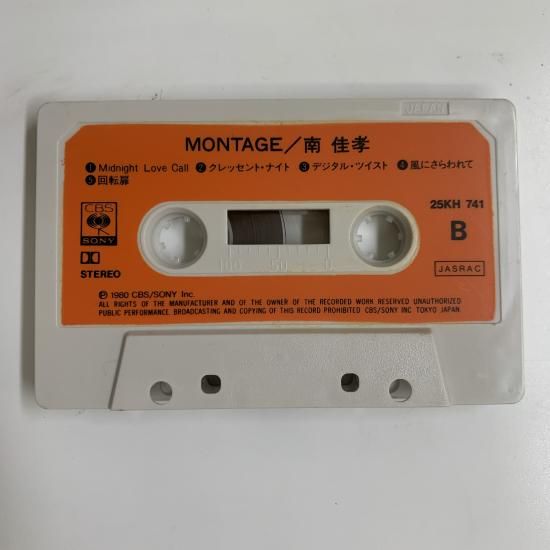 JAPAN
MONTAGE/南 佳孝
❶ Midnight Love Call ❷ クレッセント・ナイト ❸ デジタル・ツイスト ❹ 風にさらわれて
❺ 回転扉
CBS
SONY
25KH 741
B
100 50 0
STEREO
JASRAC
℗ 1980 CBS/SONY Inc.
ALL RIGHTS OF THE MANUFACTURER AND OF THE OWNER OF THE RECORDED WORK RESERVED UNAUTHORIZED
PUBLIC PERFORMANCE. BROADCASTING AND COPYING OF THIS RECORD PROHIBITED CBS/SONY INC TOKYO JAPAN